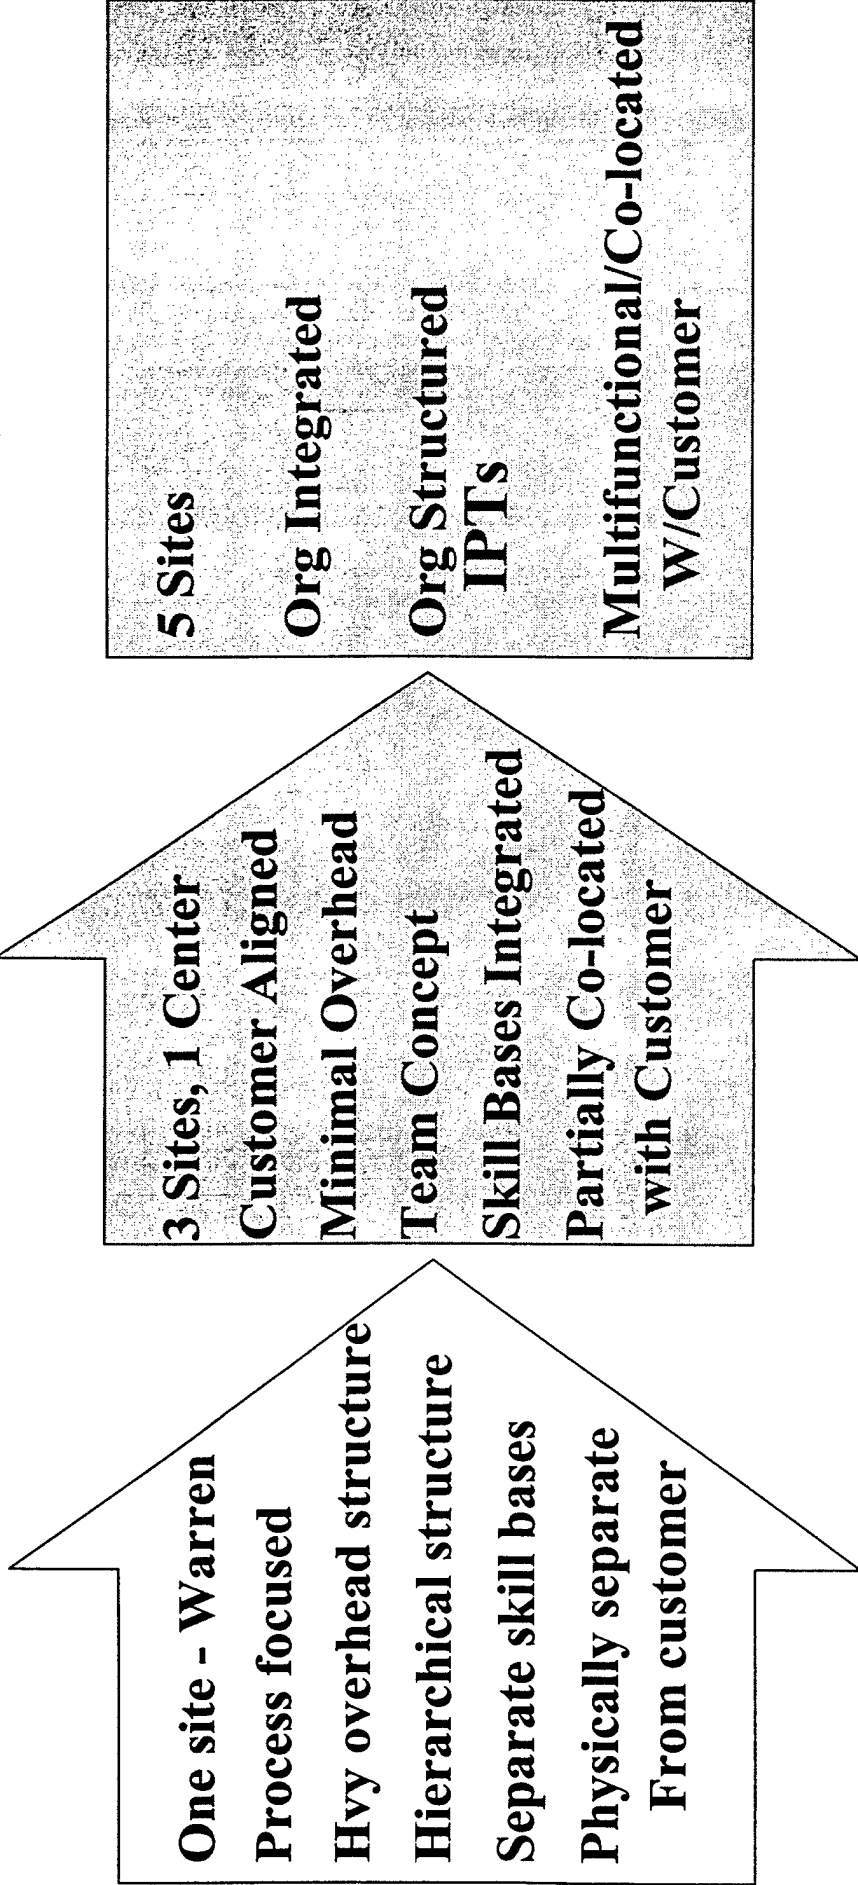 One site - Warren
Process focused
Hvy overhead structure
Hierarchical structure
Separate skill bases
Physically separate
From customer
3 Sites, 1 Center
Customer Aligned
Minimal Overhead
Team Concept
Skill Bases Integrated
Partially Co-located
with Customer
5 Sites
Org Integrated
Org Structured
IPTs
Multifunctional/Co-located
W/Customer